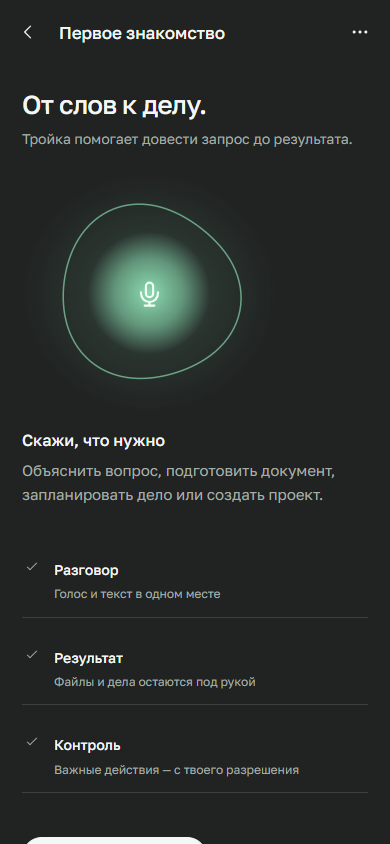 Первое знакомство
От слов к делу.
Тройка помогает довести запрос до результата.
Скажи, что нужно
Объяснить вопрос, подготовить документ,
запланировать дело или создать проект.
Разговор
Голос и текст в одном месте
Результат
Файлы и дела остаются под рукой
Контроль
Важные действия — с твоего разрешения